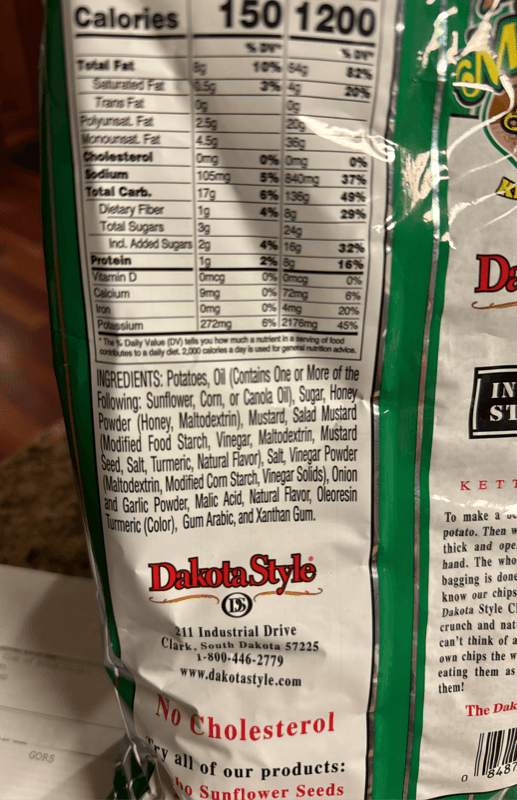 Calories 150 1200
% DV* % DV*
Total Fat 8g 10% 64g 82%
Saturated Fat 0.5g 3% 4g 20%
Trans Fat 0g 0g
Polyunsat. Fat 2.5g 20g
Monounsat. Fat 4.5g 36g
Cholesterol 0mg 0% 0mg 0%
Sodium 105mg 5% 840mg 37%
Total Carb. 17g 6% 136g 49%
Dietary Fiber 1g 4% 8g 29%
Total Sugars 3g 24g
Incl. Added Sugars 2g 4% 16g 32%
Protein 1g 2% 8g 16%
Vitamin D 0mcg 0% 0mcg 0%
Calcium 9mg 0% 72mg 6%
Iron 0mg 0% 4mg 20%
Potassium 272mg 6% 2176mg 45%
* The % Daily Value (DV) tells you how much a nutrient in a serving of food
contributes to a daily diet. 2,000 calories a day is used for general nutrition advice.
INGREDIENTS: Potatoes, Oil (Contains One or More of the
Following: Sunflower, Corn, or Canola Oil), Sugar, Honey
Powder (Honey, Maltodextrin), Mustard, Salad Mustard
(Modified Food Starch, Vinegar, Maltodextrin, Mustard
Seed, Salt, Turmeric, Natural Flavor), Salt, Vinegar Powder
(Maltodextrin, Modified Corn Starch, Vinegar Solids), Onion
and Garlic Powder, Malic Acid, Natural Flavor, Oleoresin
Turmeric (Color), Gum Arabic, and Xanthan Gum.
Dakota Style®
DS
211 Industrial Drive
Clark, South Dakota 57225
1-800-446-2779
www.dakotastyle.com
No Cholesterol
Try all of our products:
Sunflower Seeds
Da
IN
ST
KETT
To make a
potato. Then w
thick and ope
hand. The who
bagging is done
know our chips
Dakota Style Cl
crunch and nat
can't think of a
own chips the w
eating them as
them!
The Dak
0 8487
GORS